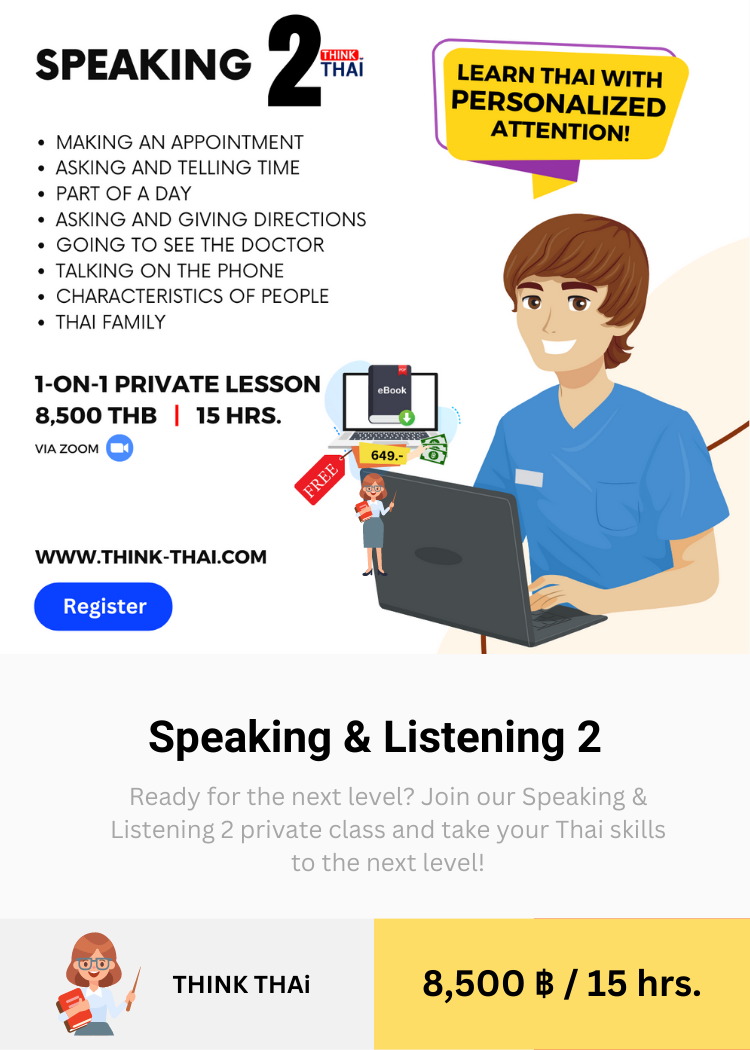 SPEAKING 2
THINK
THAi
• MAKING AN APPOINTMENT
• ASKING AND TELLING TIME
• PART OF A DAY
• ASKING AND GIVING DIRECTIONS
• GOING TO SEE THE DOCTOR
• TALKING ON THE PHONE
• CHARACTERISTICS OF PEOPLE
• THAI FAMILY
LEARN THAI WITH
PERSONALIZED
ATTENTION!
1-ON-1 PRIVATE LESSON
8,500 THB | 15 HRS.
VIA ZOOM
PDF
eBook
649.-
FREE
WWW.THINK-THAI.COM
Register
Speaking & Listening 2
Ready for the next level? Join our Speaking &
Listening 2 private class and take your Thai skills
to the next level!
THINK THAi
8,500 ฿ / 15 hrs.